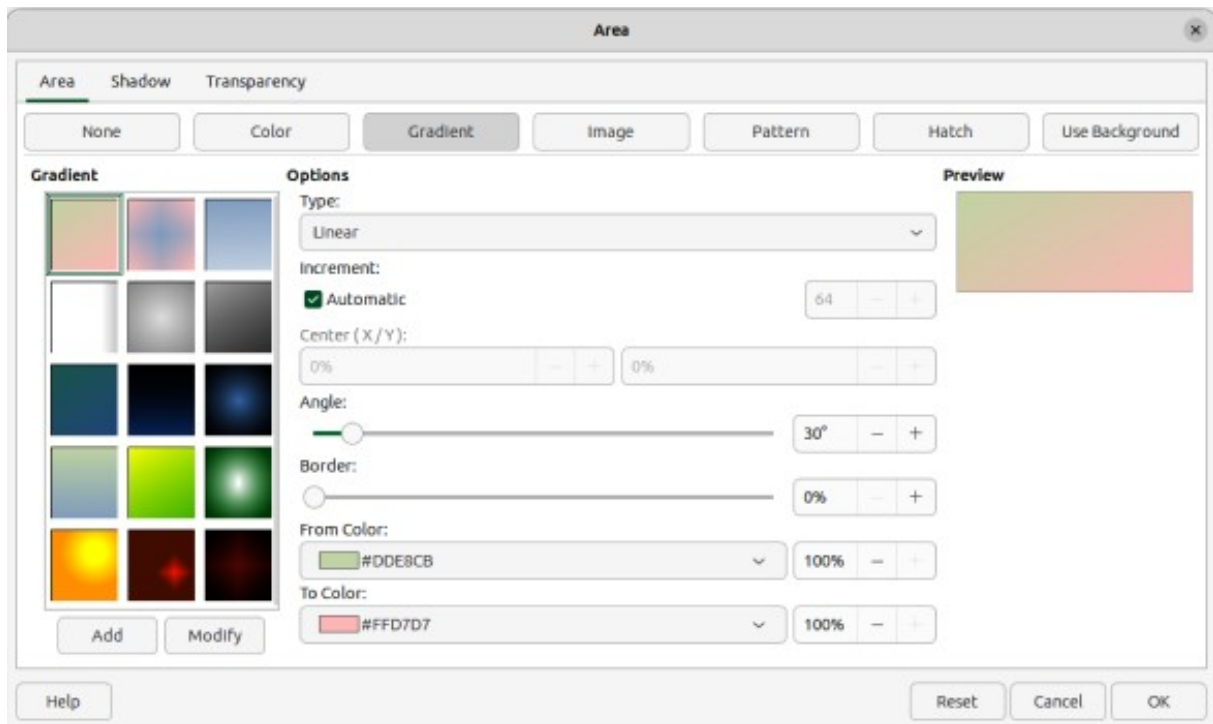 Area
Area Shadow Transparency
None Color Gradient Image Pattern Hatch Use Background
Gradient Options Preview
Type:
Linear
Increment:
Automatic 64
Center (X/Y):
0% 0%
Angle:
30°
Border:
0%
From Color:
#DDE8CB 100%
To Color:
#FFD7D7 100%
Add Modify
Help Reset Cancel OK